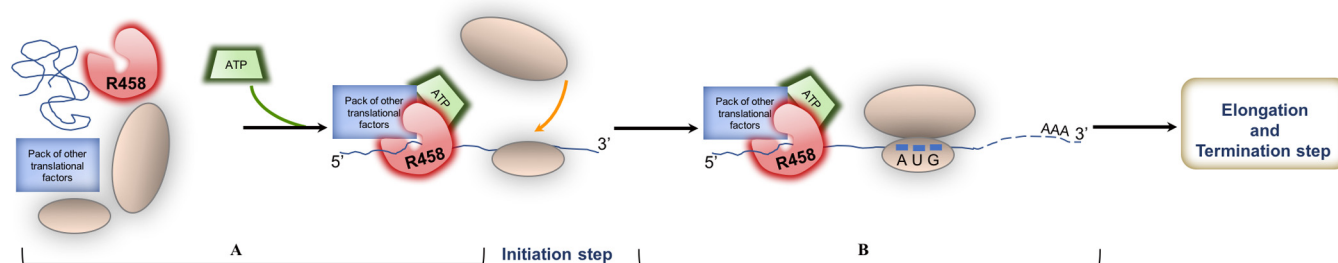 R458
Pack of other
translational
factors
ATP
Pack of other
translational
factors
ATP
R458
5’
3’
Pack of other
translational
factors
ATP
R458
5’
A U G
AAA 3’
Elongation
and
Termination step
A
Initiation step
B